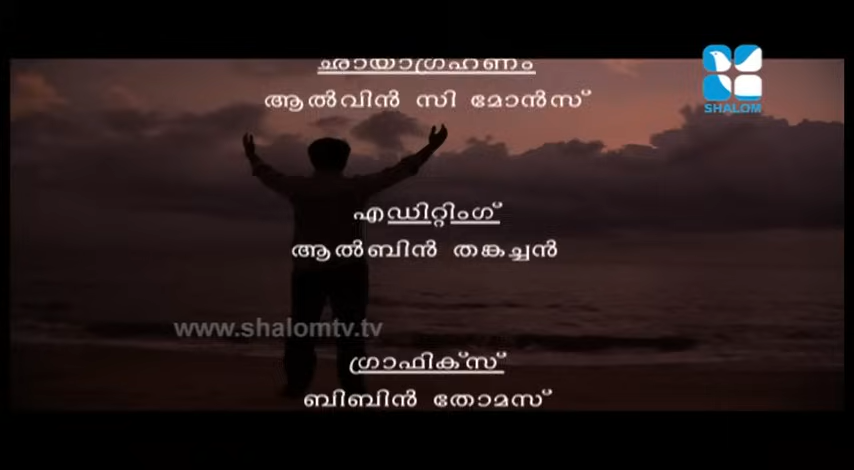 ഛായാഗ്രഹണം
ആൽവിൻ സി മോൻസ്
SHALOM
എഡിറ്റിംഗ്
ആൽബിൻ തങ്കച്ചൻ
www.shalomtv.tv
ഗ്രാഫിക്സ്
ബിബിൻ തോമസ്